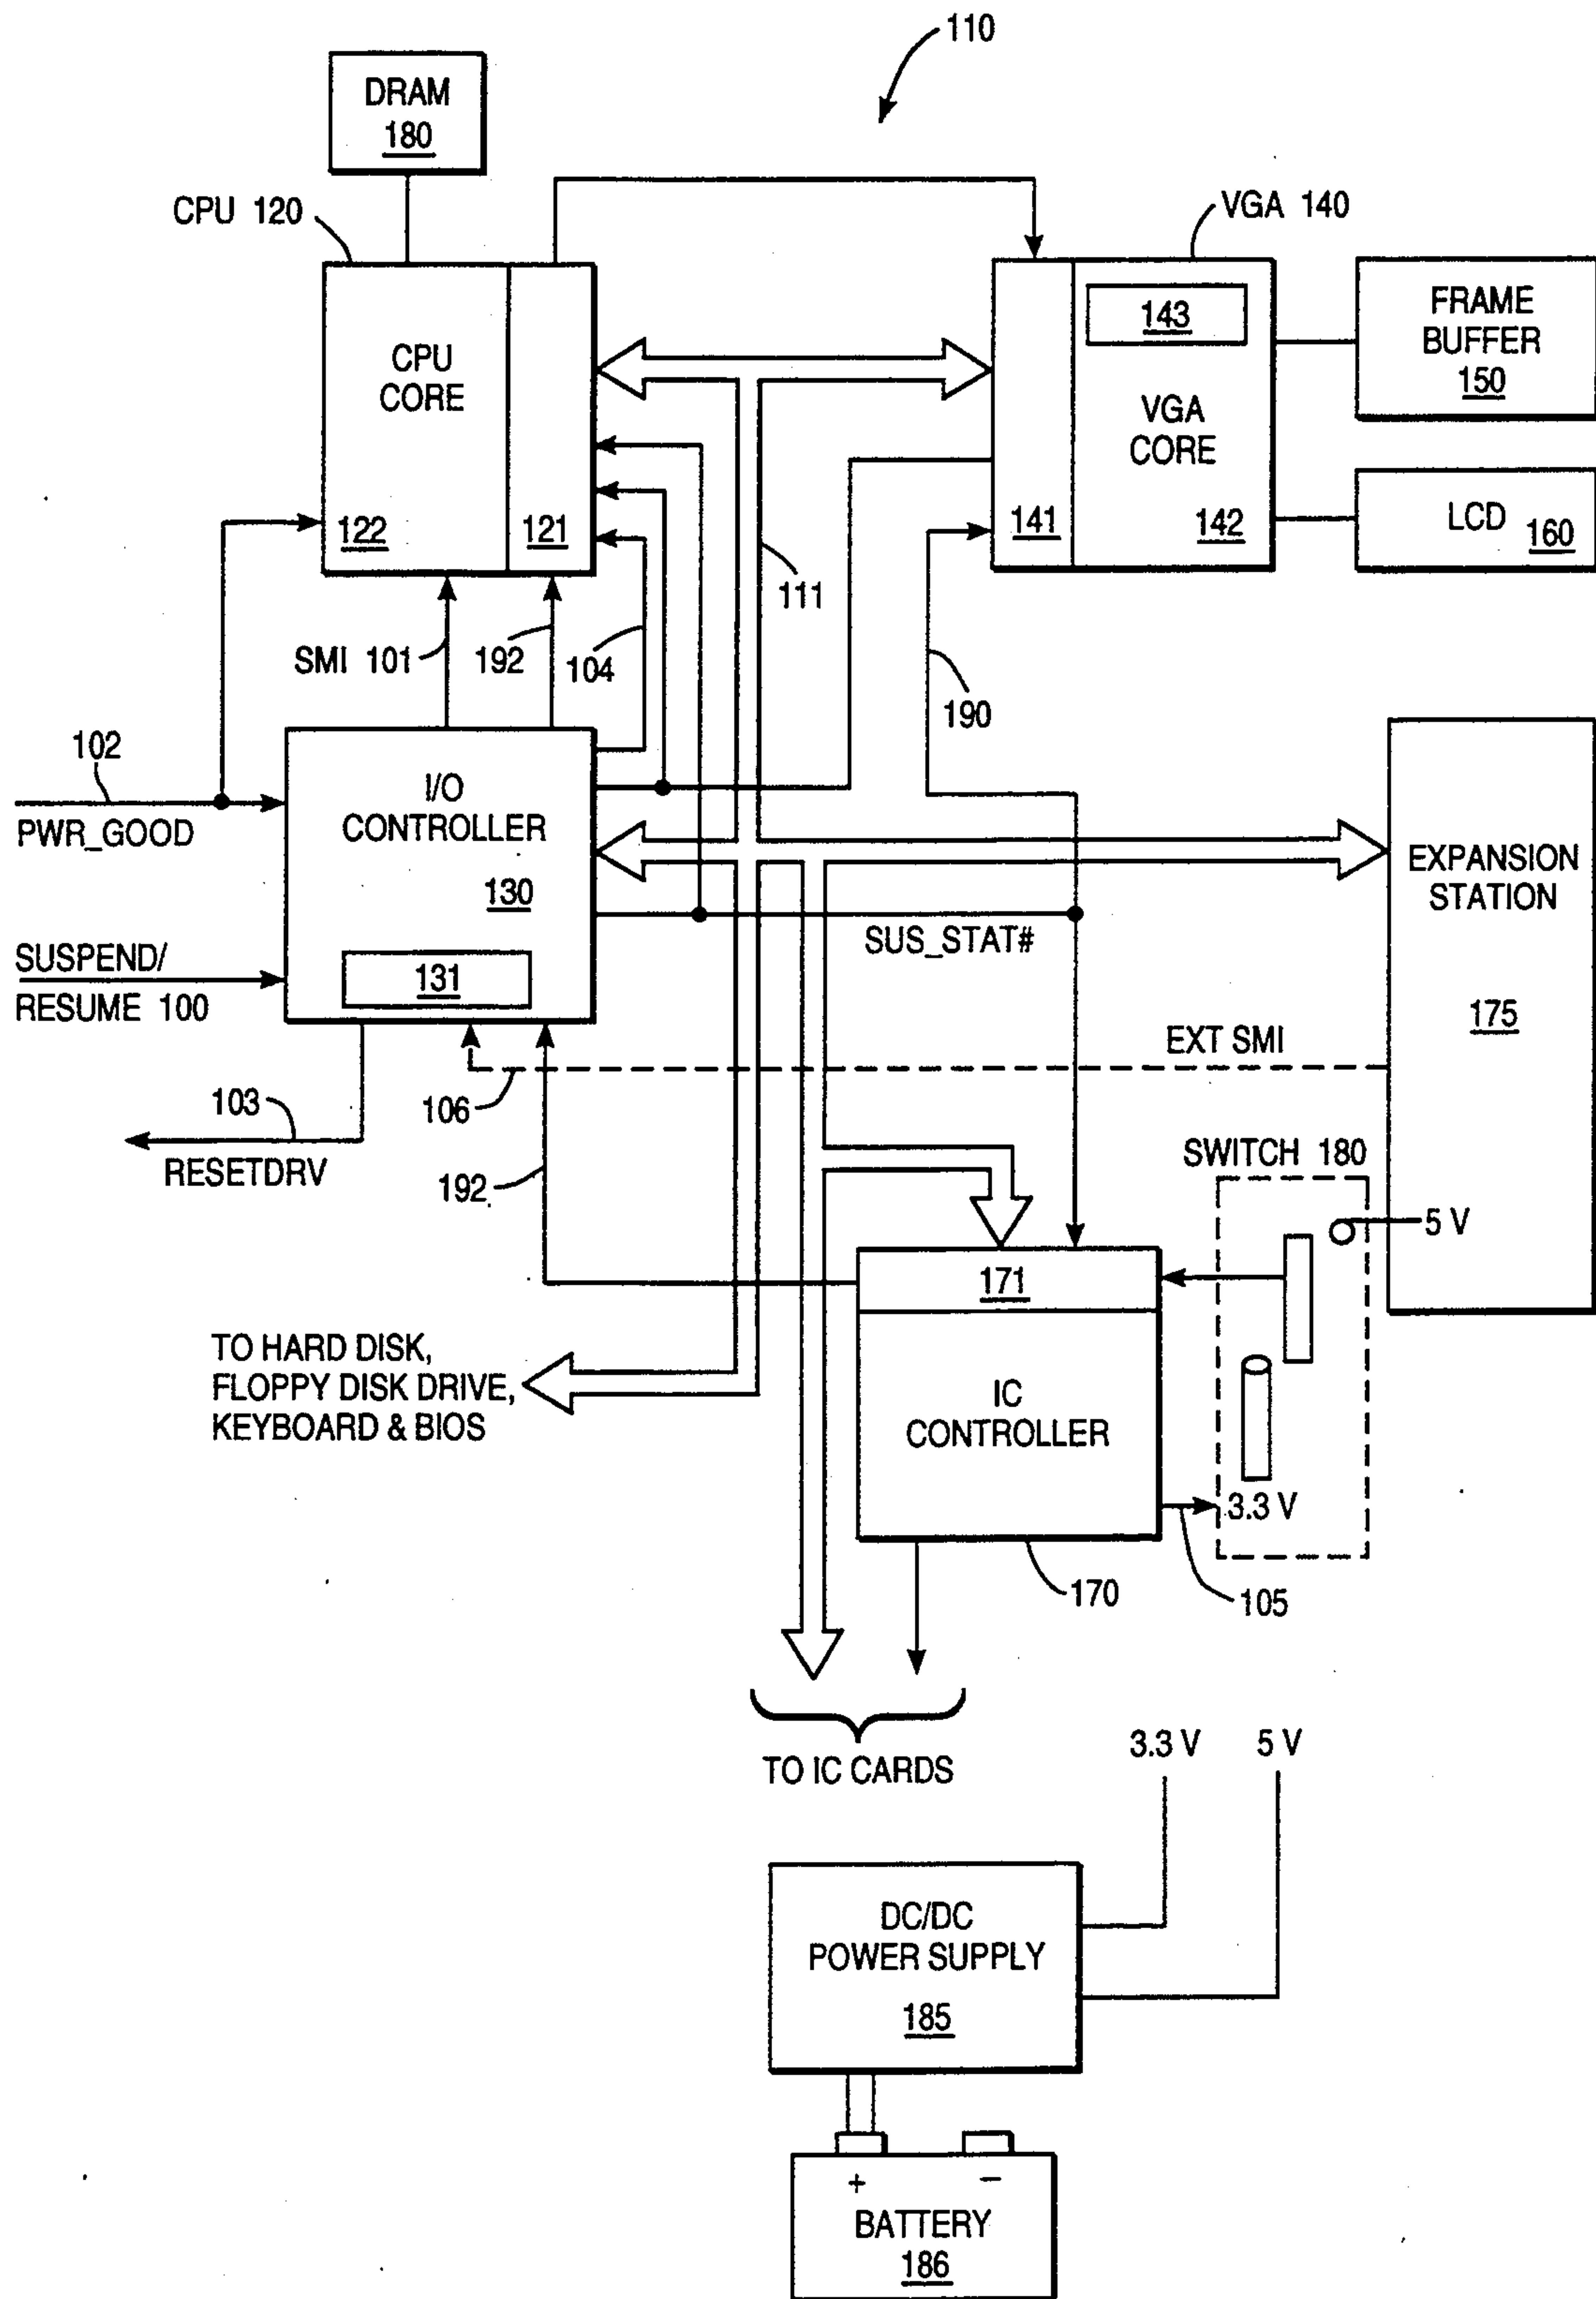 110
DRAM
180
CPU 120
VGA 140
CPU
CORE
122
121
143
VGA
CORE
141
142
FRAME
BUFFER
150
LCD 160
111
SMI 101
192
104
190
102
PWR_GOOD
I/O
CONTROLLER
130
131
SUSPEND/
RESUME 100
SUS_STAT#
EXPANSION
STATION
175
EXT SMI
103
RESETDRV
106
192
SWITCH 180
5 V
171
IC
CONTROLLER
3.3 V
170
105
TO HARD DISK,
FLOPPY DISK DRIVE,
KEYBOARD & BIOS
TO IC CARDS
3.3 V
5 V
DC/DC
POWER SUPPLY
185
+ −
BATTERY
186